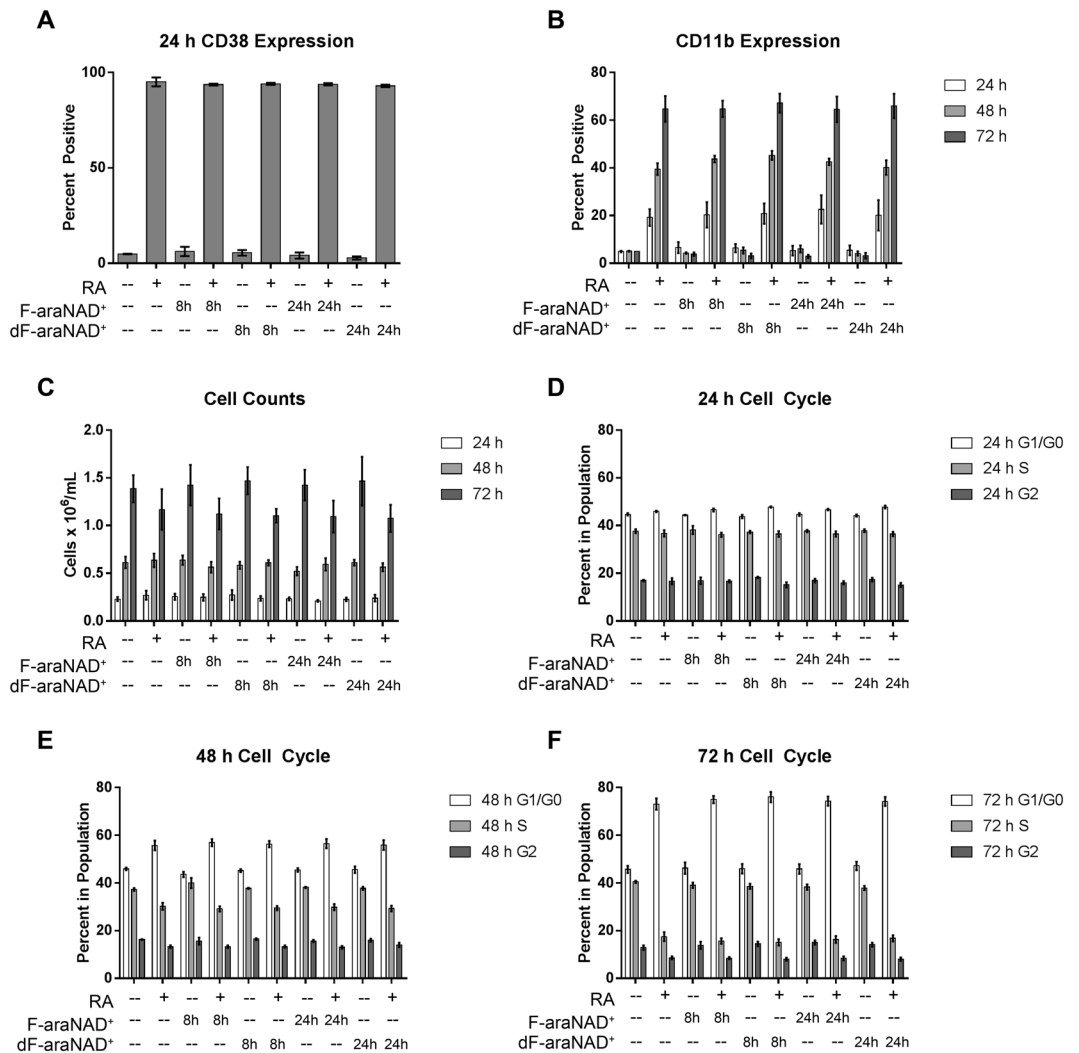 A
24 h CD38 Expression
Percent Positive
100
50
0
RA -- + -- + -- + -- + -- +
F-araNAD⁺ -- -- 8h 8h -- -- 24h 24h -- --
dF-araNAD⁺ -- -- -- -- 8h 8h -- -- 24h 24h
B
CD11b Expression
Percent Positive
80
60
40
20
0
24 h
48 h
72 h
RA -- + -- + -- + -- + -- +
F-araNAD⁺ -- -- 8h 8h -- -- 24h 24h -- --
dF-araNAD⁺ -- -- -- -- 8h 8h -- -- 24h 24h
C
Cell Counts
Cells x 10⁶/mL
2.0
1.5
1.0
0.5
0.0
24 h
48 h
72 h
RA -- + -- + -- + -- + -- +
F-araNAD⁺ -- -- 8h 8h -- -- 24h 24h -- --
dF-araNAD⁺ -- -- -- -- 8h 8h -- -- 24h 24h
D
24 h Cell Cycle
Percent in Population
80
60
40
20
0
24 h G1/G0
24 h S
24 h G2
RA -- + -- + -- + -- + -- +
F-araNAD⁺ -- -- 8h 8h -- -- 24h 24h -- --
dF-araNAD⁺ -- -- -- -- 8h 8h -- -- 24h 24h
E
48 h Cell Cycle
Percent in Population
80
60
40
20
0
48 h G1/G0
48 h S
48 h G2
RA -- + -- + -- + -- + -- +
F-araNAD⁺ -- -- 8h 8h -- -- 24h 24h -- --
dF-araNAD⁺ -- -- -- -- 8h 8h -- -- 24h 24h
F
72 h Cell Cycle
Percent in Population
80
60
40
20
0
72 h G1/G0
72 h S
72 h G2
RA -- + -- + -- + -- + -- +
F-araNAD⁺ -- -- 8h 8h -- -- 24h 24h -- --
dF-araNAD⁺ -- -- -- -- 8h 8h -- -- 24h 24h